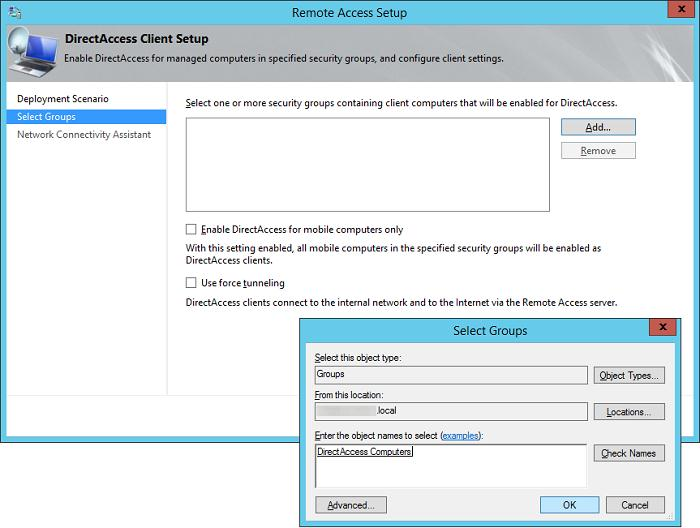 Remote Access Setup
x
DirectAccess Client Setup
Enable DirectAccess for managed computers in specified security groups, and configure client settings.
Deployment Scenario
Select Groups
Network Connectivity Assistant
Select one or more security groups containing client computers that will be enabled for DirectAccess.
Add...
Remove
Enable DirectAccess for mobile computers only
With this setting enabled, all mobile computers in the specified security groups will be enabled as
DirectAccess clients.
Use force tunneling
DirectAccess clients connect to the internal network and to the Internet via the Remote Access server.
Select Groups
x
Select this object type:
Groups
Object Types...
From this location:
.local
Locations...
Enter the object names to select (examples):
DirectAccess Computers
Check Names
Advanced...
OK
Cancel